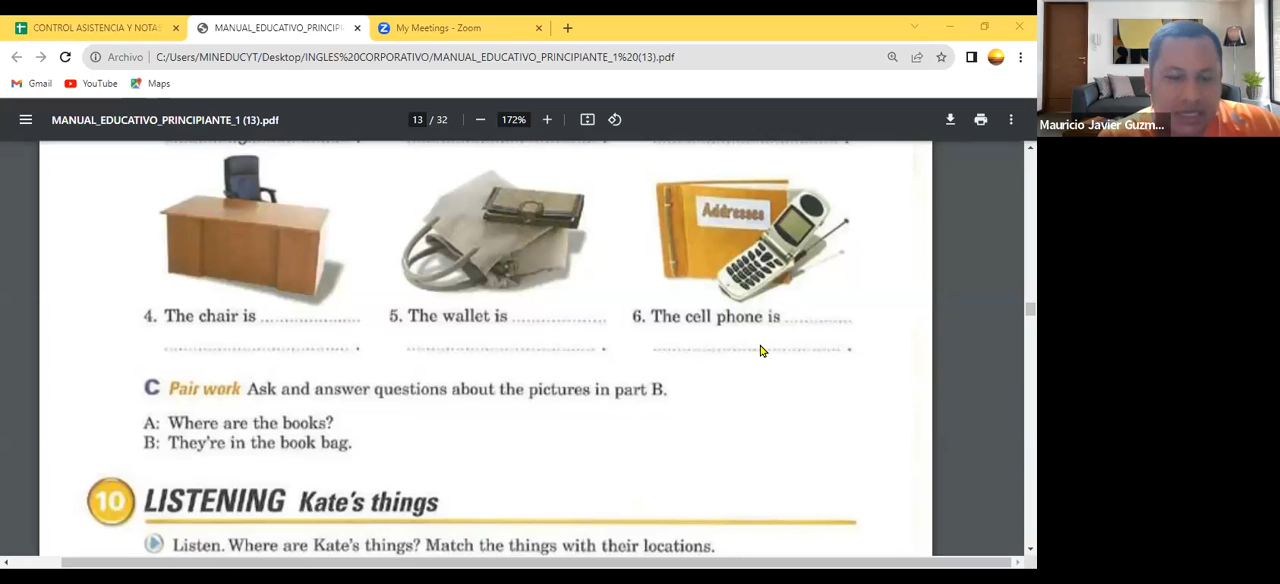 CONTROL ASISTENCIA Y NOTAS
MANUAL_EDUCATIVO_PRINCIPI
My Meetings - Zoom
Archivo
C:/Users/MINEDUCYT/Desktop/INGLES%20CORPORATIVO/MANUAL_EDUCATIVO_PRINCIPIANTE_1%20(13).pdf
Gmail
YouTube
Maps
Mauricio Javier Guzm...
MANUAL_EDUCATIVO_PRINCIPIANTE_1 (13).pdf
13 / 32
172%
Addresses
4. The chair is ....................
5. The wallet is ....................
6. The cell phone is ..............
C Pair work Ask and answer questions about the pictures in part B.
A: Where are the books?
B: They're in the book bag.
10 LISTENING Kate's things
Listen. Where are Kate's things? Match the things with their locations.